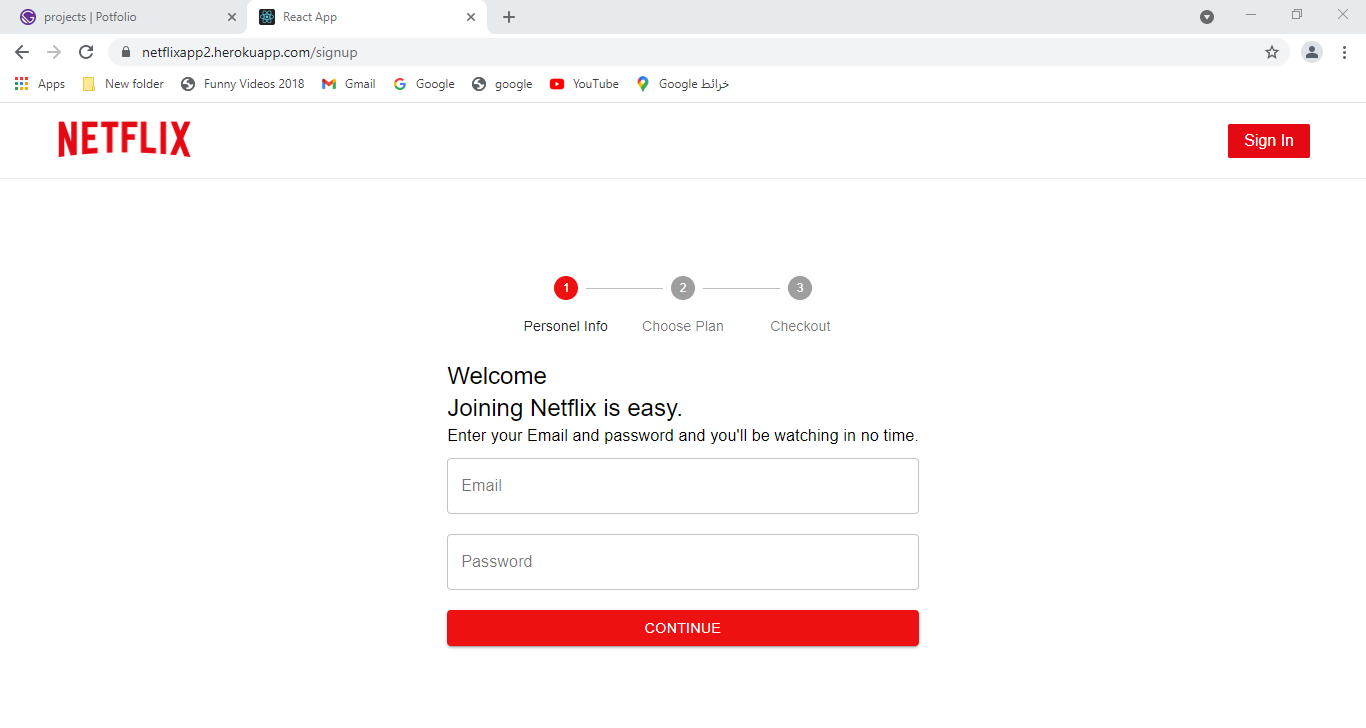 projects | Potfolio
React App
netflixapp2.herokuapp.com/signup
Apps New folder Funny Videos 2018 Gmail Google google YouTube Google خرائط
NETFLIX
Sign In
1 2 3
Personel Info Choose Plan Checkout
Welcome
Joining Netflix is easy.
Enter your Email and password and you'll be watching in no time.
Email
Password
CONTINUE